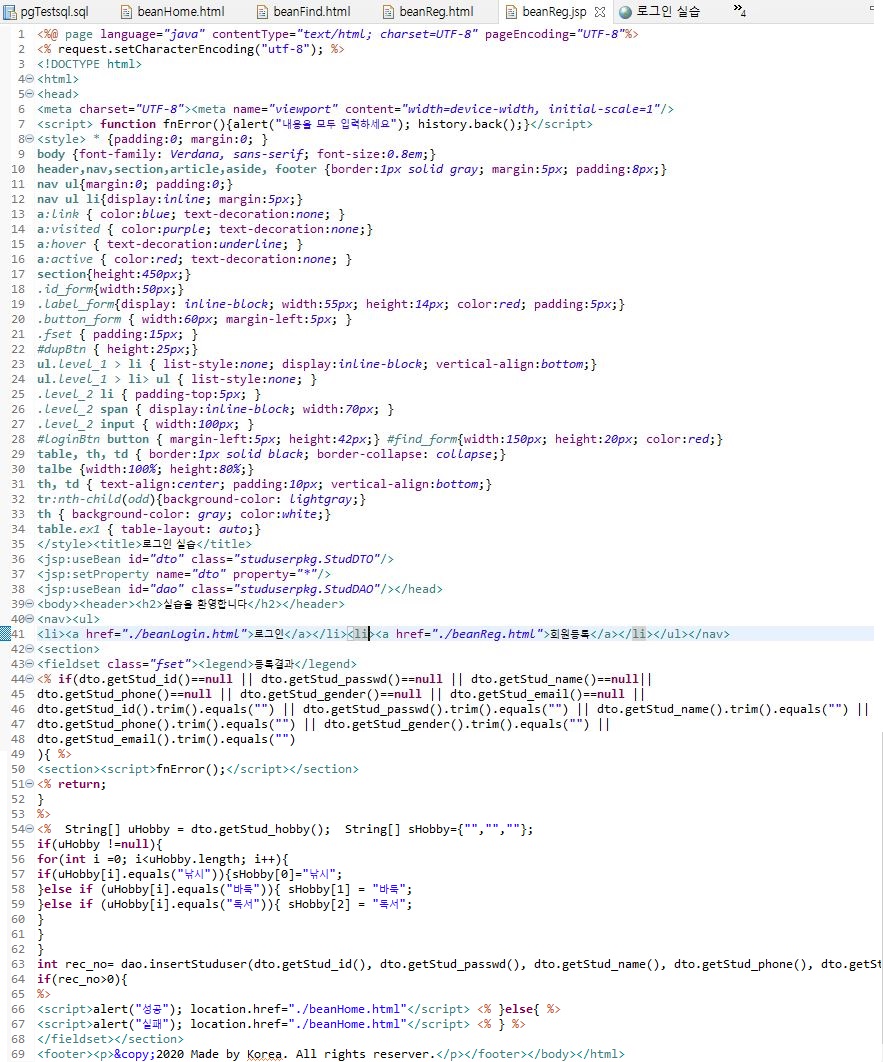 pgTestsql.sql beanHome.html beanFind.html beanReg.html beanReg.jsp 로그인 실습 »4
1 <%@ page language="java" contentType="text/html; charset=UTF-8" pageEncoding="UTF-8"%>
2 <% request.setCharacterEncoding("utf-8"); %>
3 <!DOCTYPE html>
4 <html>
5 <head>
6 <meta charset="UTF-8"><meta name="viewport" content="width=device-width, initial-scale=1"/>
7 <script> function fnError(){alert("내용을 모두 입력하세요"); history.back();}</script>
8 <style> * {padding:0; margin:0; }
9 body {font-family: Verdana, sans-serif; font-size:0.8em;}
10 header,nav,section,article,aside, footer {border:1px solid gray; margin:5px; padding:8px;}
11 nav ul{margin:0; padding:0;}
12 nav ul li{display:inline; margin:5px;}
13 a:link { color:blue; text-decoration:none; }
14 a:visited { color:purple; text-decoration:none;}
15 a:hover { text-decoration:underline; }
16 a:active { color:red; text-decoration:none; }
17 section{height:450px;}
18 .id_form{width:50px;}
19 .label_form{display: inline-block; width:55px; height:14px; color:red; padding:5px;}
20 .button_form { width:60px; margin-left:5px; }
21 .fset { padding:15px; }
22 #dupBtn { height:25px;}
23 ul.level_1 > li { list-style:none; display:inline-block; vertical-align:bottom;}
24 ul.level_1 > li> ul { list-style:none; }
25 .level_2 li { padding-top:5px; }
26 .level_2 span { display:inline-block; width:70px; }
27 .level_2 input { width:100px; }
28 #loginBtn button { margin-left:5px; height:42px;} #find_form{width:150px; height:20px; color:red;}
29 table, th, td { border:1px solid black; border-collapse: collapse;}
30 talbe {width:100%; height:80%;}
31 th, td { text-align:center; padding:10px; vertical-align:bottom;}
32 tr:nth-child(odd){background-color: lightgray;}
33 th { background-color: gray; color:white;}
34 table.ex1 { table-layout: auto;}
35 </style><title>로그인 실습</title>
36 <jsp:useBean id="dto" class="studuserpkg.StudDTO"/>
37 <jsp:setProperty name="dto" property="*"/>
38 <jsp:useBean id="dao" class="studuserpkg.StudDAO"/></head>
39 <body><header><h2>실습을 환영합니다</h2></header>
40 <nav><ul>
41 <li><a href="./beanLogin.html">로그인</a></li><li><a href="./beanReg.html">회원등록</a></li></ul></nav>
42 <section>
43 <fieldset class="fset"><legend>등록결과</legend>
44 <% if(dto.getStud_id()==null || dto.getStud_passwd()==null || dto.getStud_name()==null||
45 dto.getStud_phone()==null || dto.getStud_gender()==null || dto.getStud_email()==null ||
46 dto.getStud_id().trim().equals("") || dto.getStud_passwd().trim().equals("") || dto.getStud_name().trim().equals("") ||
47 dto.getStud_phone().trim().equals("") || dto.getStud_gender().trim().equals("") ||
48 dto.getStud_email().trim().equals("")
49 ){ %>
50 <section><script>fnError();</script></section>
51 <% return;
52 }
53 %>
54 <% String[] uHobby = dto.getStud_hobby(); String[] sHobby={"","",""};
55 if(uHobby !=null){
56 for(int i =0; i<uHobby.length; i++){
57 if(uHobby[i].equals("낚시")){sHobby[0]="낚시";
58 }else if (uHobby[i].equals("바둑")){ sHobby[1] = "바둑";
59 }else if (uHobby[i].equals("독서")){ sHobby[2] = "독서";
60 }
61 }
62 }
63 int rec_no= dao.insertStuduser(dto.getStud_id(), dto.getStud_passwd(), dto.getStud_name(), dto.getStud_phone(), dto.getSt
64 if(rec_no>0){
65 %>
66 <script>alert("성공"); location.href="./beanHome.html"</script> <% }else{ %>
67 <script>alert("실패"); location.href="./beanHome.html"</script> <% } %>
68 </fieldset></section>
69 <footer><p>&copy;2020 Made by Korea. All rights reserver.</p></footer></body></html>